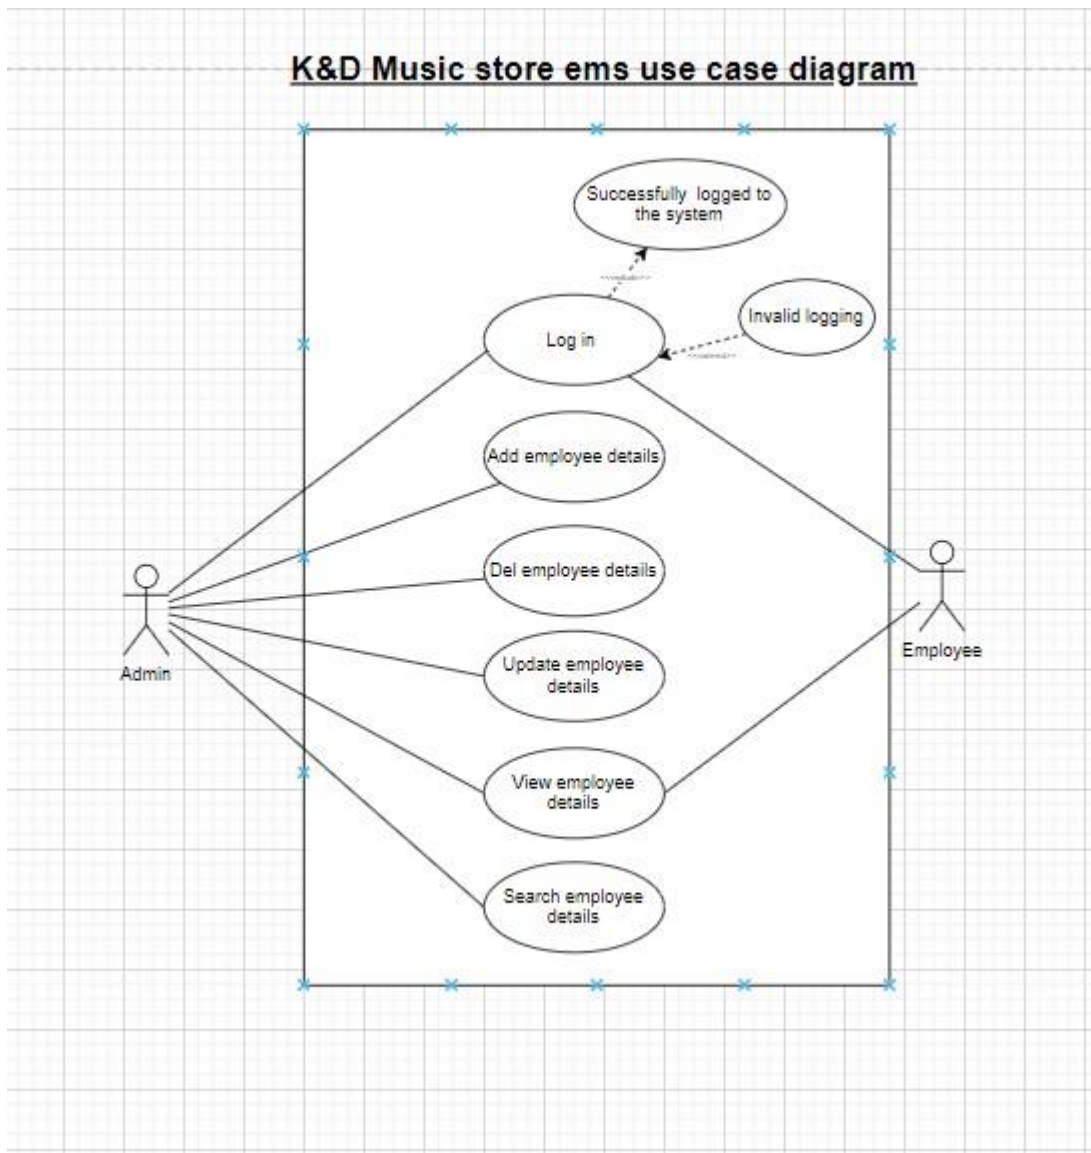 K&D Music store ems use case diagram
Successfully logged to
the system
Invalid logging
Log in
Add employee details
Del employee details
Update employee
details
View employee
details
Search employee
details
Admin
Employee